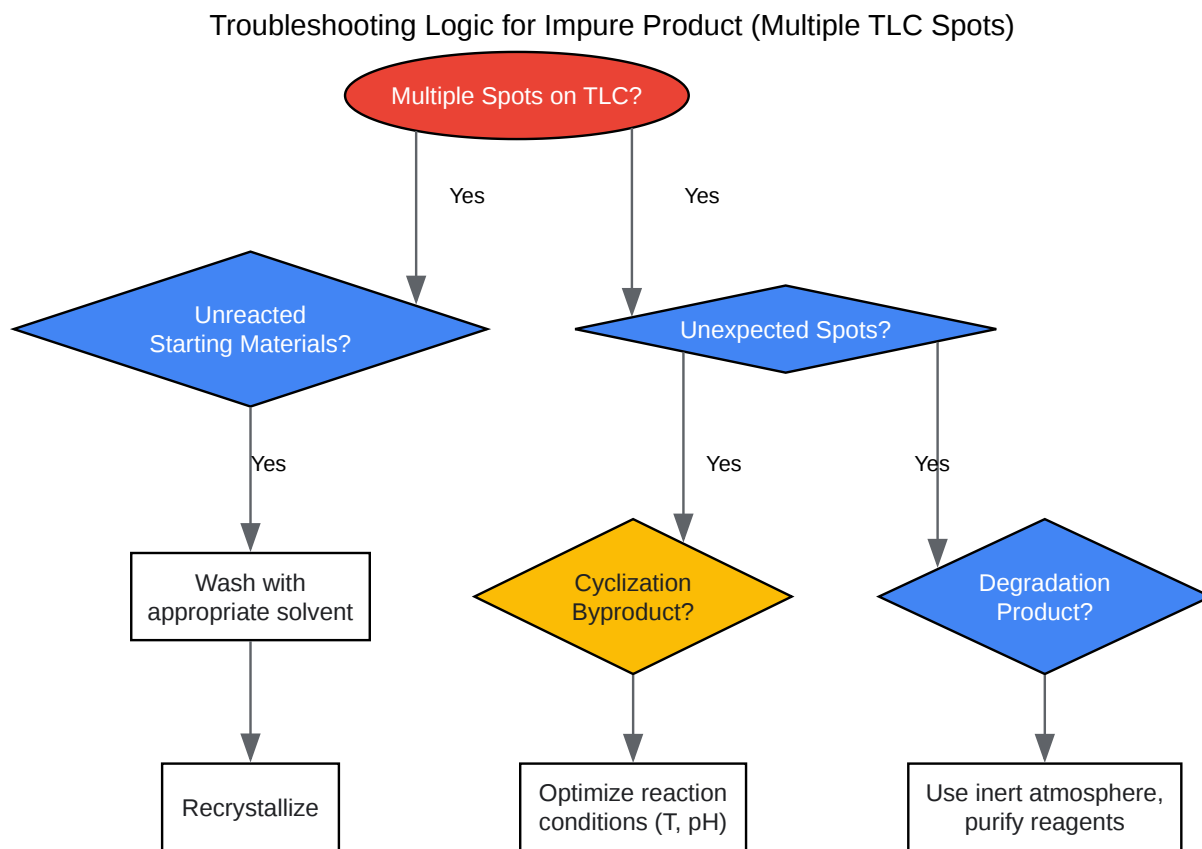 Troubleshooting Logic for Impure Product (Multiple TLC Spots)
Multiple Spots on TLC?
Yes
Yes
Unreacted
Starting Materials?
Unexpected Spots?
Yes
Yes
Yes
Wash with
appropriate solvent
Cyclization
Byproduct?
Degradation
Product?
Recrystallize
Optimize reaction
conditions (T, pH)
Use inert atmosphere,
purify reagents